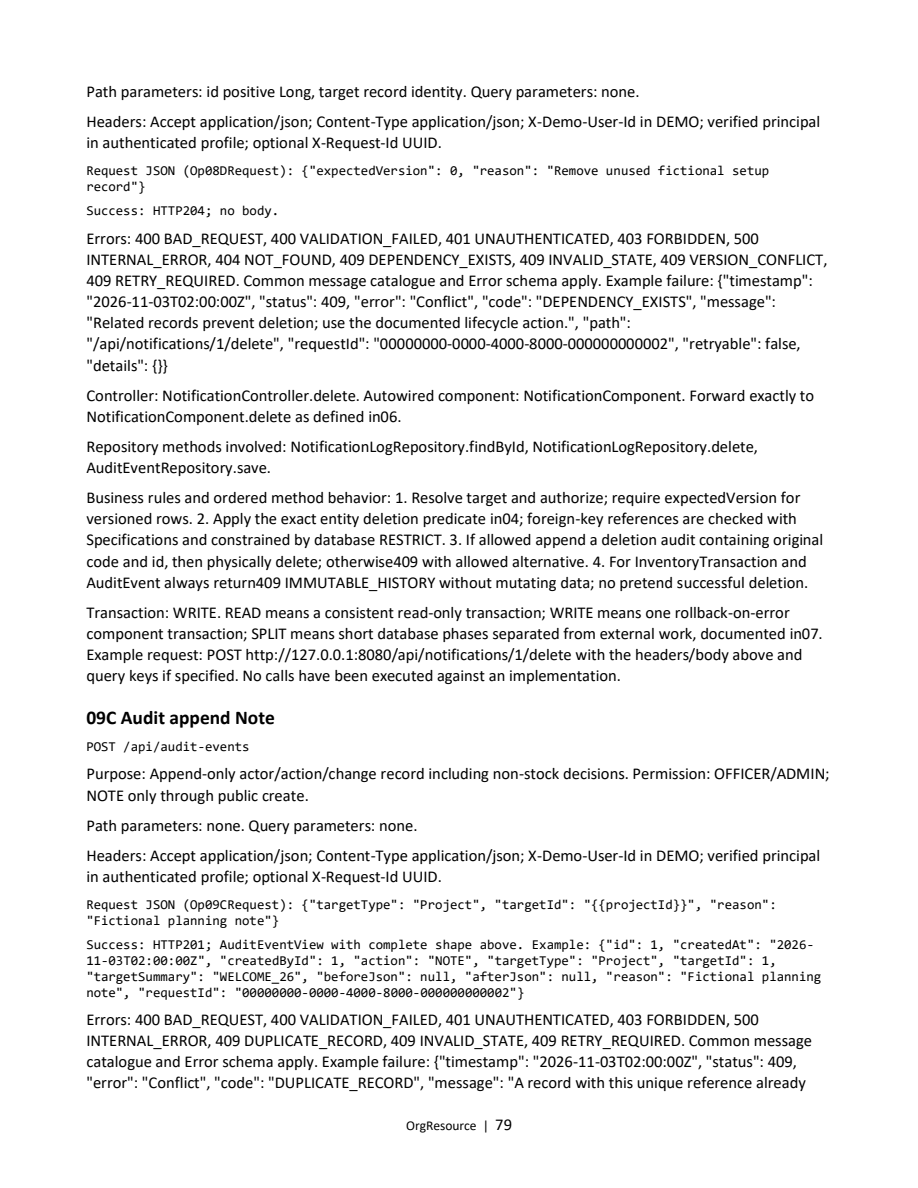 Path parameters: id positive Long, target record identity. Query parameters: none.
Headers: Accept application/json; Content-Type application/json; X-Demo-User-Id in DEMO; verified principal
in authenticated profile; optional X-Request-Id UUID.
Request JSON (Op08DRequest): {"expectedVersion": 0, "reason": "Remove unused fictional setup
record"}
Success: HTTP204; no body.
Errors: 400 BAD_REQUEST, 400 VALIDATION_FAILED, 401 UNAUTHENTICATED, 403 FORBIDDEN, 500
INTERNAL_ERROR, 404 NOT_FOUND, 409 DEPENDENCY_EXISTS, 409 INVALID_STATE, 409 VERSION_CONFLICT,
409 RETRY_REQUIRED. Common message catalogue and Error schema apply. Example failure: {"timestamp":
"2026-11-03T02:00:00Z", "status": 409, "error": "Conflict", "code": "DEPENDENCY_EXISTS", "message":
"Related records prevent deletion; use the documented lifecycle action.", "path":
"/api/notifications/1/delete", "requestId": "00000000-0000-4000-8000-000000000002", "retryable": false,
"details": {}}
Controller: NotificationController.delete. Autowired component: NotificationComponent. Forward exactly to
NotificationComponent.delete as defined in06.
Repository methods involved: NotificationLogRepository.findById, NotificationLogRepository.delete,
AuditEventRepository.save.
Business rules and ordered method behavior: 1. Resolve target and authorize; require expectedVersion for
versioned rows. 2. Apply the exact entity deletion predicate in04; foreign-key references are checked with
Specifications and constrained by database RESTRICT. 3. If allowed append a deletion audit containing original
code and id, then physically delete; otherwise409 with allowed alternative. 4. For InventoryTransaction and
AuditEvent always return409 IMMUTABLE_HISTORY without mutating data; no pretend successful deletion.
Transaction: WRITE. READ means a consistent read-only transaction; WRITE means one rollback-on-error
component transaction; SPLIT means short database phases separated from external work, documented in07.
Example request: POST http://127.0.0.1:8080/api/notifications/1/delete with the headers/body above and
query keys if specified. No calls have been executed against an implementation.
09C Audit append Note
POST /api/audit-events
Purpose: Append-only actor/action/change record including non-stock decisions. Permission: OFFICER/ADMIN;
NOTE only through public create.
Path parameters: none. Query parameters: none.
Headers: Accept application/json; Content-Type application/json; X-Demo-User-Id in DEMO; verified principal
in authenticated profile; optional X-Request-Id UUID.
Request JSON (Op09CRequest): {"targetType": "Project", "targetId": "{{projectId}}", "reason":
"Fictional planning note"}
Success: HTTP201; AuditEventView with complete shape above. Example: {"id": 1, "createdAt": "2026-
11-03T02:00:00Z", "createdById": 1, "action": "NOTE", "targetType": "Project", "targetId": 1,
"targetSummary": "WELCOME_26", "beforeJson": null, "afterJson": null, "reason": "Fictional planning
note", "requestId": "00000000-0000-4000-8000-000000000002"}
Errors: 400 BAD_REQUEST, 400 VALIDATION_FAILED, 401 UNAUTHENTICATED, 403 FORBIDDEN, 500
INTERNAL_ERROR, 409 DUPLICATE_RECORD, 409 INVALID_STATE, 409 RETRY_REQUIRED. Common message
catalogue and Error schema apply. Example failure: {"timestamp": "2026-11-03T02:00:00Z", "status": 409,
"error": "Conflict", "code": "DUPLICATE_RECORD", "message": "A record with this unique reference already
OrgResource | 79